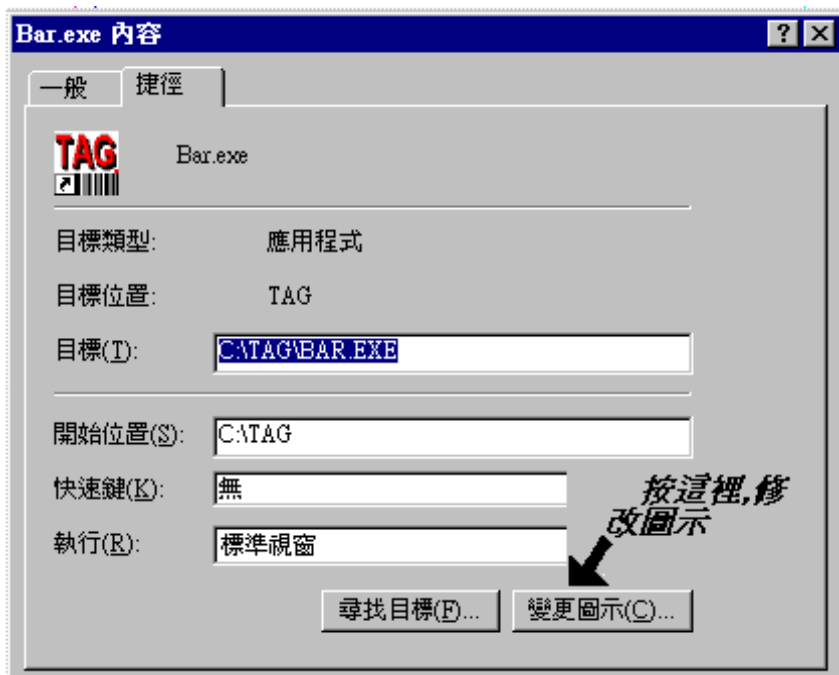 Bar.exe 內容
一般 捷徑
TAG
Bar.exe
目標類型: 應用程式
目標位置: TAG
目標(T): C:\TAG\BAR.EXE
開始位置(S): C:\TAG
快速鍵(K): 無
按這裡,修
改圖示
執行(R): 標準視窗
尋找目標(F)... 變更圖示(C)...